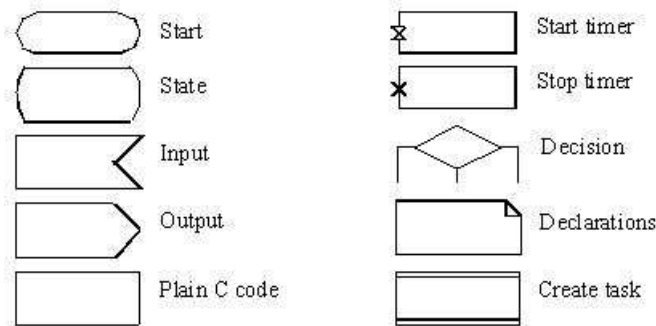 Start
State
Input
Output
Plain C code
Start timer
Stop timer
Decision
Declarations
Create task